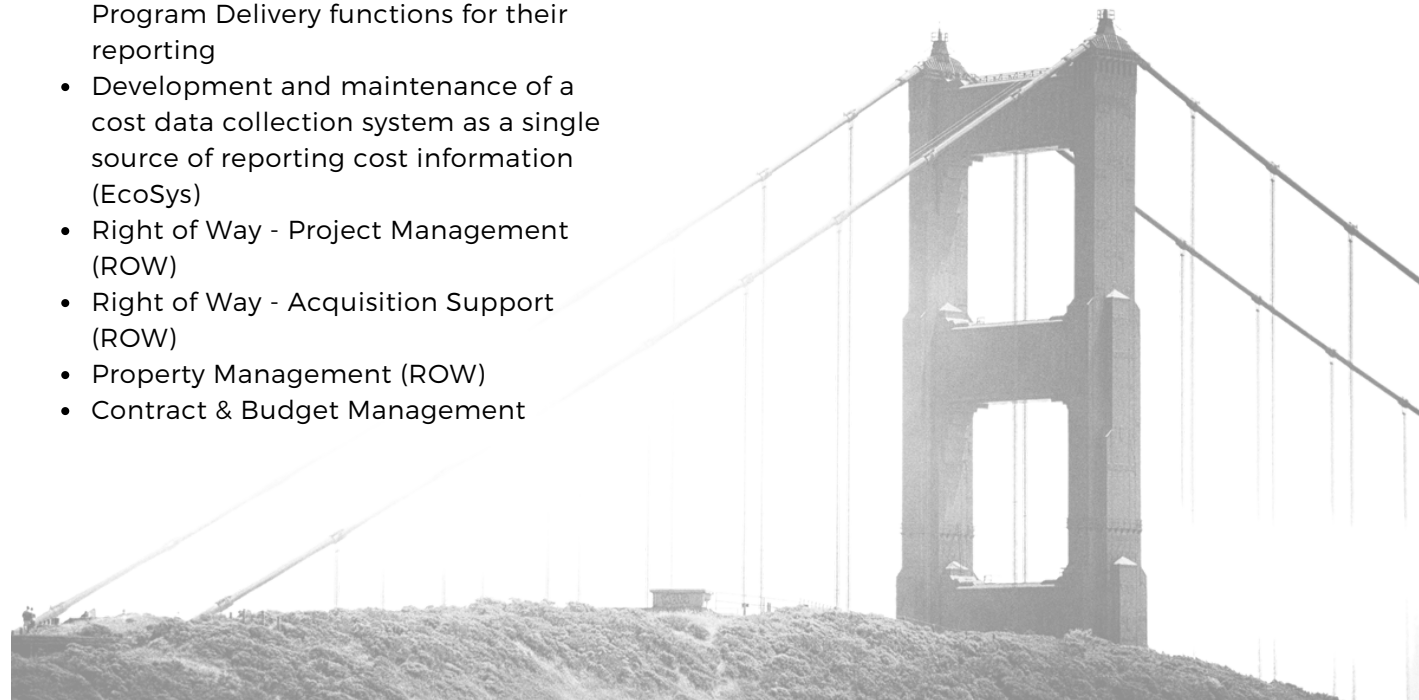 Program Delivery functions for their
reporting
• Development and maintenance of a
cost data collection system as a single
source of reporting cost information
(EcoSys)
• Right of Way - Project Management
(ROW)
• Right of Way - Acquisition Support
(ROW)
• Property Management (ROW)
• Contract & Budget Management